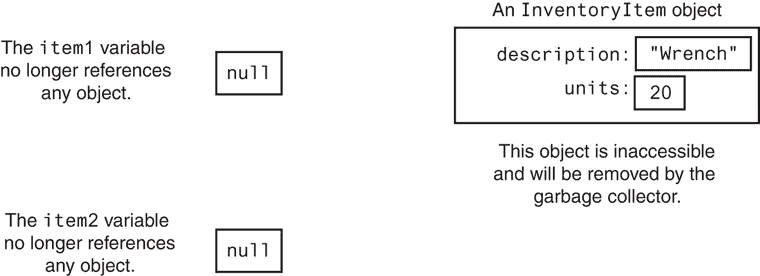 The item1 variable
no longer references
any object.
null
An InventoryItem object
description: "Wrench"
units: 20
This object is inaccessible
and will be removed by the
garbage collector.
The item2 variable
no longer references
any object.
null